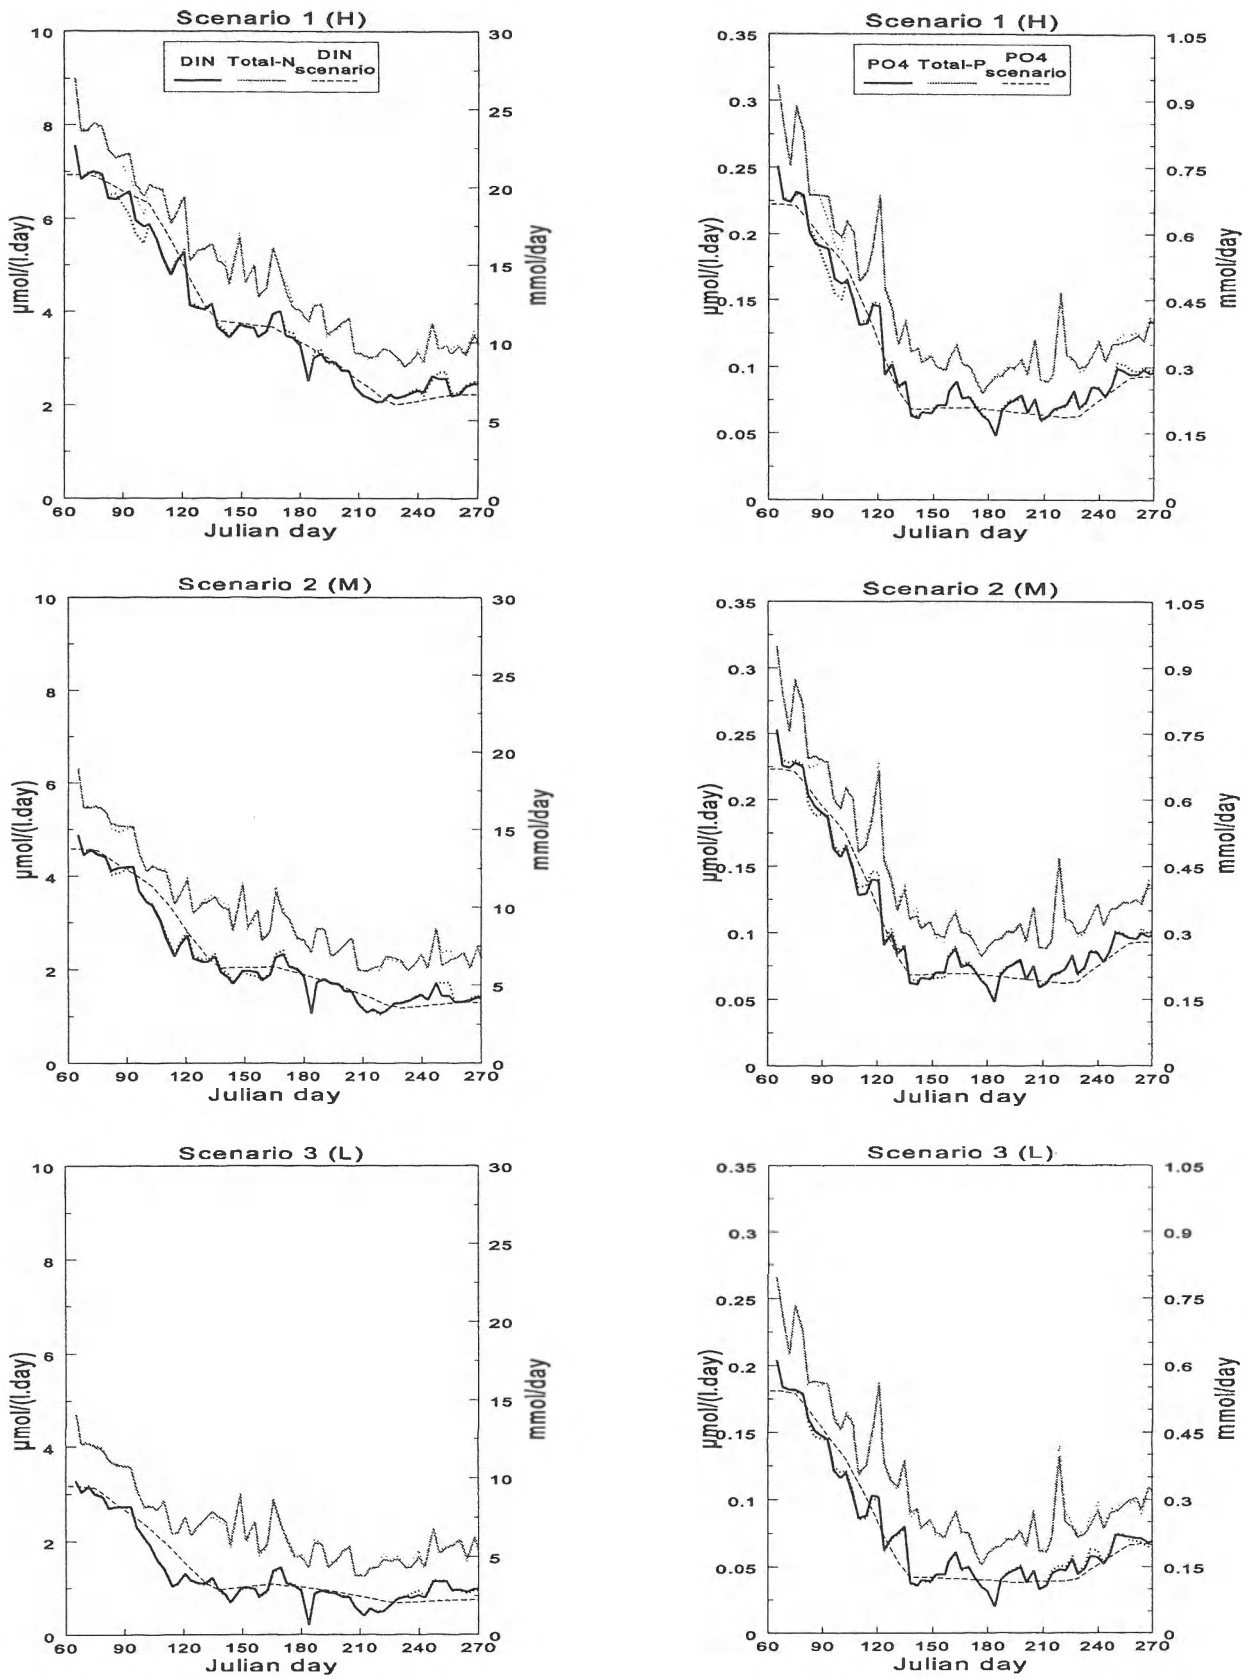 Scenario 1 (H)
DIN Total-N DIN scenario
10
8
6
4
2
0
30
25
20
15
10
5
0
µmol/(l.day)
mmol/day
60 90 120 150 180 210 240 270
Julian day
Scenario 1 (H)
PO4 Total-P PO4 scenario
0.35
0.3
0.25
0.2
0.15
0.1
0.05
0
1.05
0.9
0.75
0.6
0.45
0.3
0.15
0
µmol/(l.day)
mmol/day
60 90 120 150 180 210 240 270
Julian day
Scenario 2 (M)
10
8
6
4
2
0
30
25
20
15
10
5
0
µmol/(l.day)
mmol/day
60 90 120 150 180 210 240 270
Julian day
Scenario 2 (M)
0.35
0.3
0.25
0.2
0.15
0.1
0.05
0
1.05
0.9
0.75
0.6
0.45
0.3
0.15
0
µmol/(l.day)
mmol/day
60 90 120 150 180 210 240 270
Julian day
Scenario 3 (L)
10
8
6
4
2
0
30
25
20
15
10
5
0
µmol/(l.day)
mmol/day
60 90 120 150 180 210 240 270
Julian day
Scenario 3 (L)
0.35
0.3
0.25
0.2
0.15
0.1
0.05
0
1.05
0.9
0.75
0.6
0.45
0.3
0.15
0
µmol/(l.day)
mmol/day
60 90 120 150 180 210 240 270
Julian day